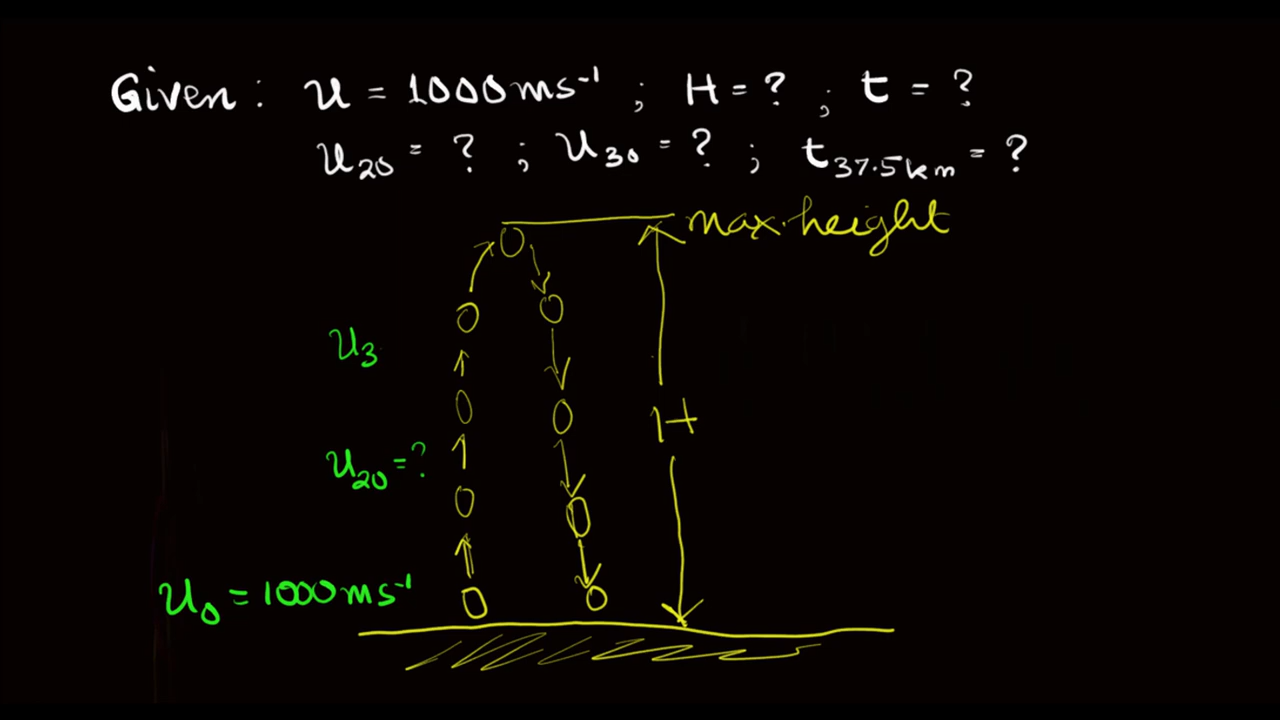 Given: u = 1000 ms⁻¹ ; H = ? ; t = ?
u₂₀ = ? ; u₃₀ = ? ; t₃₇.₅ₖₘ = ?
max. height
u₃
H
u₂₀ = ?
u₀ = 1000 ms⁻¹